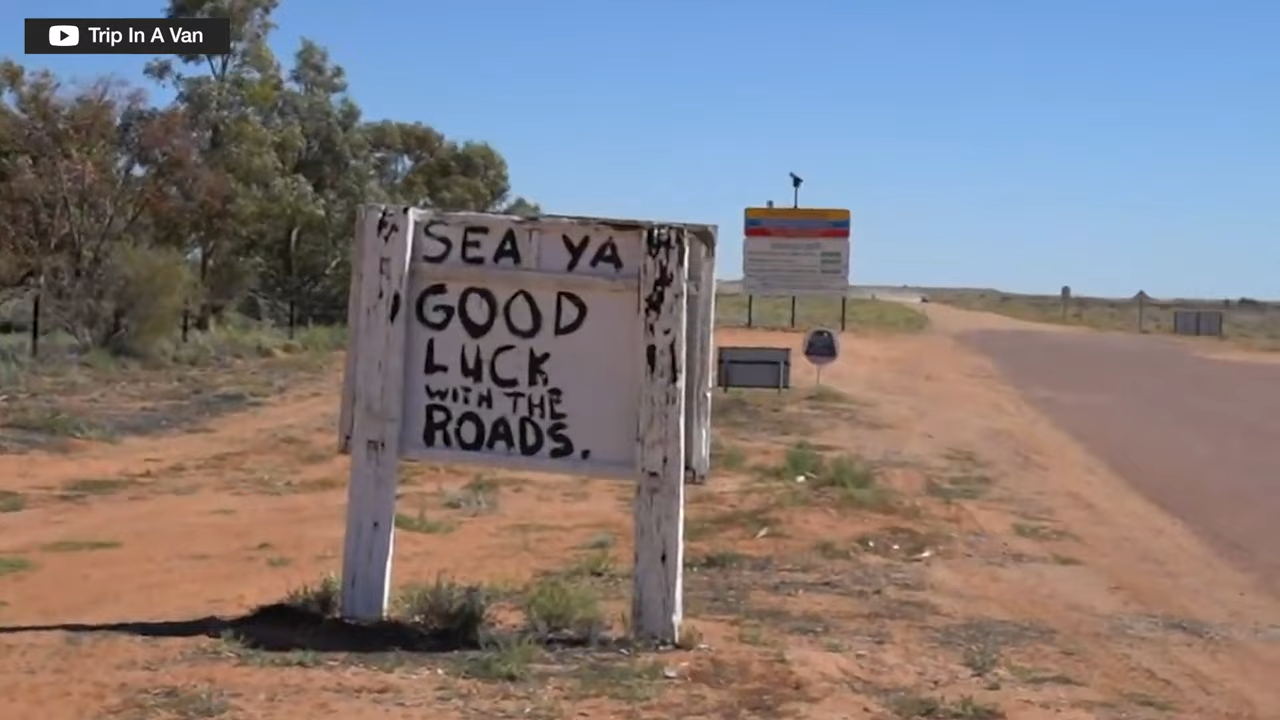 Trip In A Van
SEA YA
GOOD
LUCK
WITH THE
ROADS.